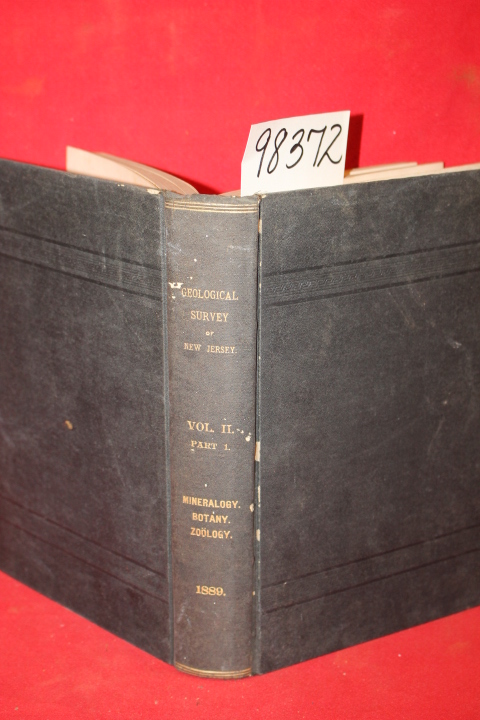 98372
GEOLOGICAL
SURVEY
OF
NEW JERSEY.
VOL. II.
PART 1.
MINERALOGY.
BOTANY.
ZOÖLOGY.
1889.